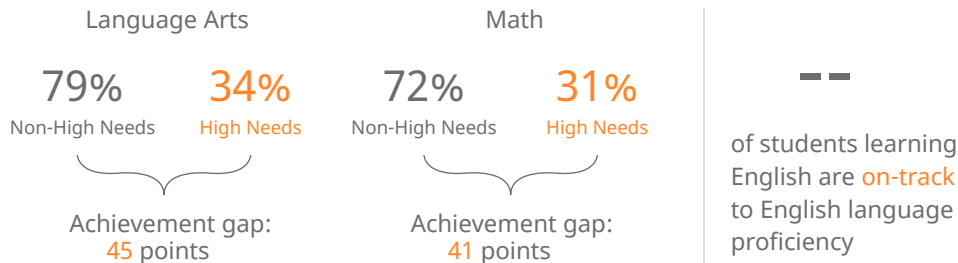 Language Arts
79%
Non-High Needs
34%
High Needs
Achievement gap:
45 points
Math
72%
Non-High Needs
31%
High Needs
Achievement gap:
41 points
--
of students learning
English are on-track
to English language
proficiency